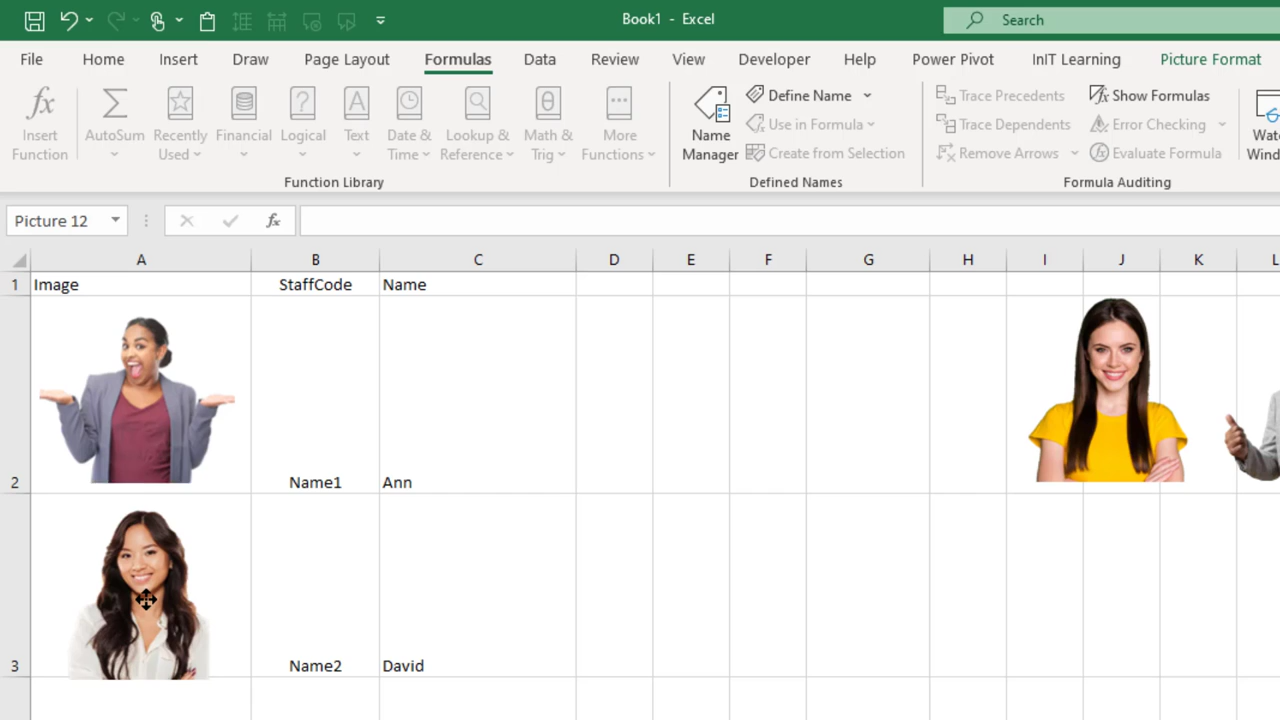 Book1 - Excel
Search
File Home Insert Draw Page Layout Formulas Data Review View Developer Help Power Pivot InIT Learning Picture Format
fx Σ ? A θ
Insert Function
AutoSum
Recently Used
Financial
Logical
Text
Date & Time
Lookup & Reference
Math & Trig
More Functions
Function Library
Name Manager
Define Name
Use in Formula
Create from Selection
Defined Names
Trace Precedents
Trace Dependents
Remove Arrows
Show Formulas
Error Checking
Evaluate Formula
Formula Auditing
Picture 12 fx
A B C D E F G H I J K L
1 Image StaffCode Name
2 Name1 Ann
3 Name2 David